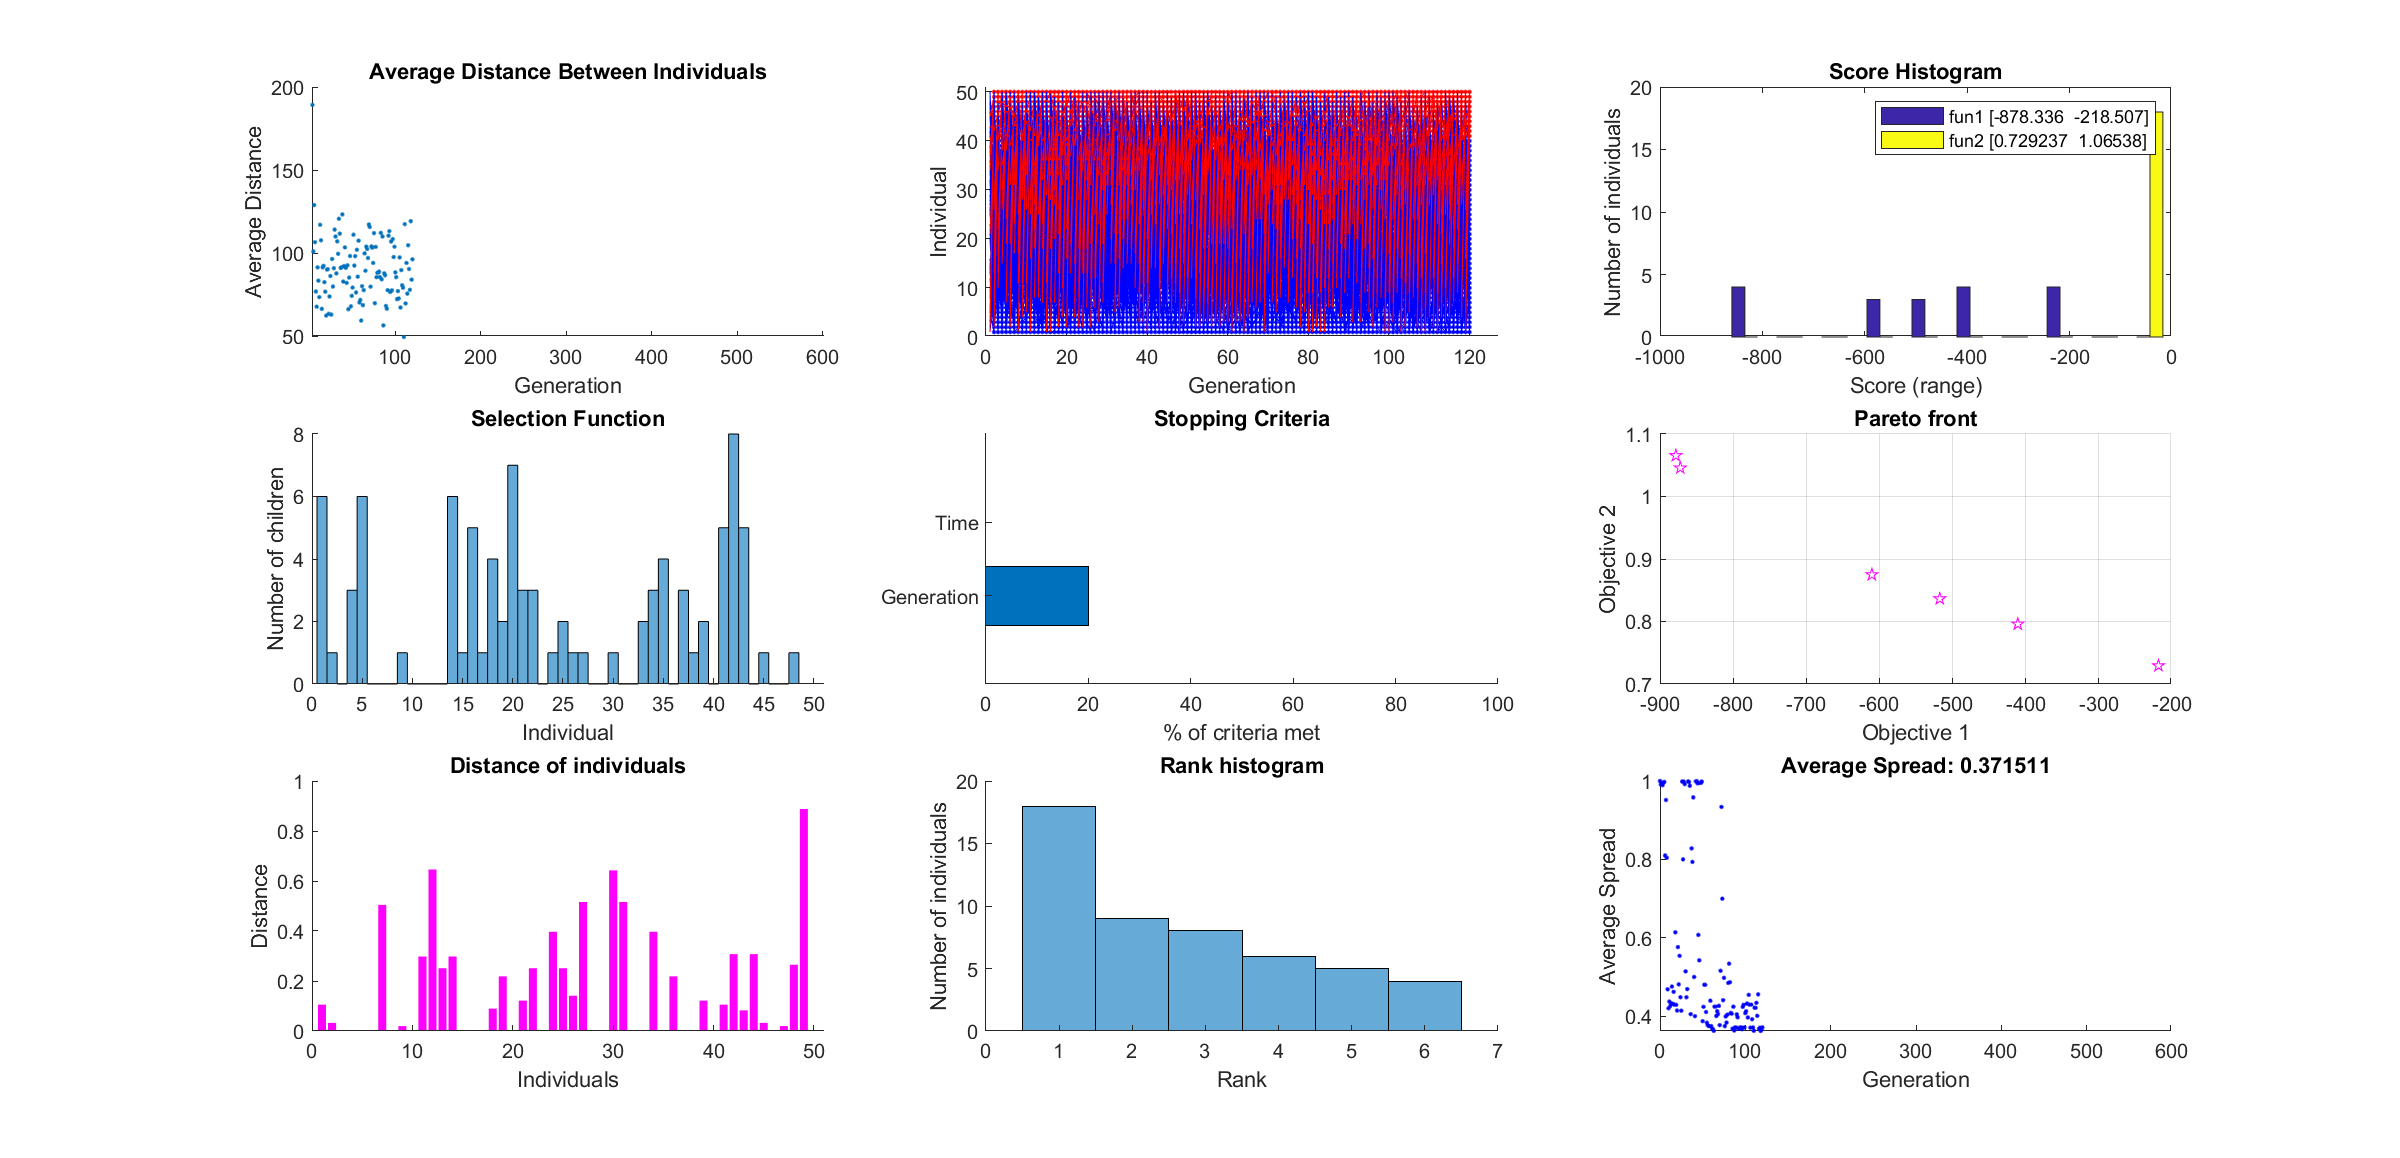 Average Distance Between Individuals
200
150
100
50
Average Distance
100 200 300 400 500 600
Generation
50
40
30
20
10
0
Individual
0 20 40 60 80 100 120
Generation
Score Histogram
20
15
10
5
0
Number of individuals
fun1 [-878.336 -218.507]
fun2 [0.729237 1.06538]
-1000 -800 -600 -400 -200 0
Score (range)
Selection Function
8
6
4
2
0
Number of children
0 5 10 15 20 25 30 35 40 45 50
Individual
Stopping Criteria
Time
Generation
0 20 40 60 80 100
% of criteria met
Pareto front
1.1
1
0.9
0.8
0.7
Objective 2
-900 -800 -700 -600 -500 -400 -300 -200
Objective 1
Distance of individuals
1
0.8
0.6
0.4
0.2
0
Distance
0 10 20 30 40 50
Individuals
Rank histogram
20
15
10
5
0
Number of individuals
0 1 2 3 4 5 6 7
Rank
Average Spread: 0.371511
1
0.8
0.6
0.4
Average Spread
0 100 200 300 400 500 600
Generation